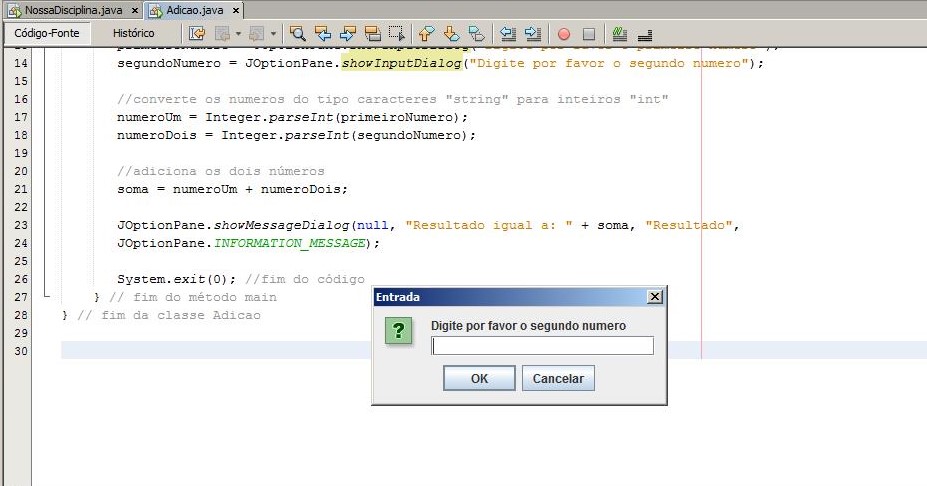 NossaDisciplina.java × Adicao.java ×
Código-Fonte Histórico
14 segundoNumero = JOptionPane.showInputDialog("Digite por favor o segundo numero");
15
16 //converte os numeros do tipo caracteres "string" para inteiros "int"
17 numeroUm = Integer.parseInt(primeiroNumero);
18 numeroDois = Integer.parseInt(segundoNumero);
19
20 //adiciona os dois números
21 soma = numeroUm + numeroDois;
22
23 JOptionPane.showMessageDialog(null, "Resultado igual a: " + soma, "Resultado",
24 JOptionPane.INFORMATION_MESSAGE);
25
26 System.exit(0); //fim do código
27 } // fim do método main
28 } // fim da classe Adicao
29
30
Entrada
?
Digite por favor o segundo numero
OK Cancelar